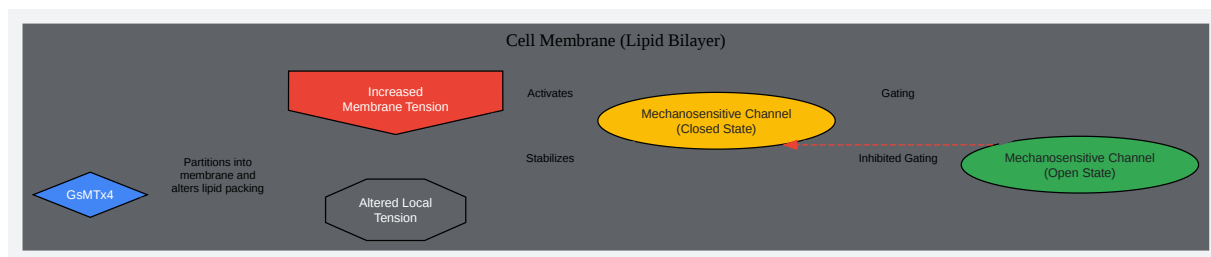 Cell Membrane (Lipid Bilayer)
Increased
Membrane Tension
Activates
Mechanosensitive Channel
(Closed State)
Gating
Partitions into
membrane and
alters lipid packing
Stabilizes
Inhibited Gating
Mechanosensitive Channel
(Open State)
GsMTx4
Altered Local
Tension